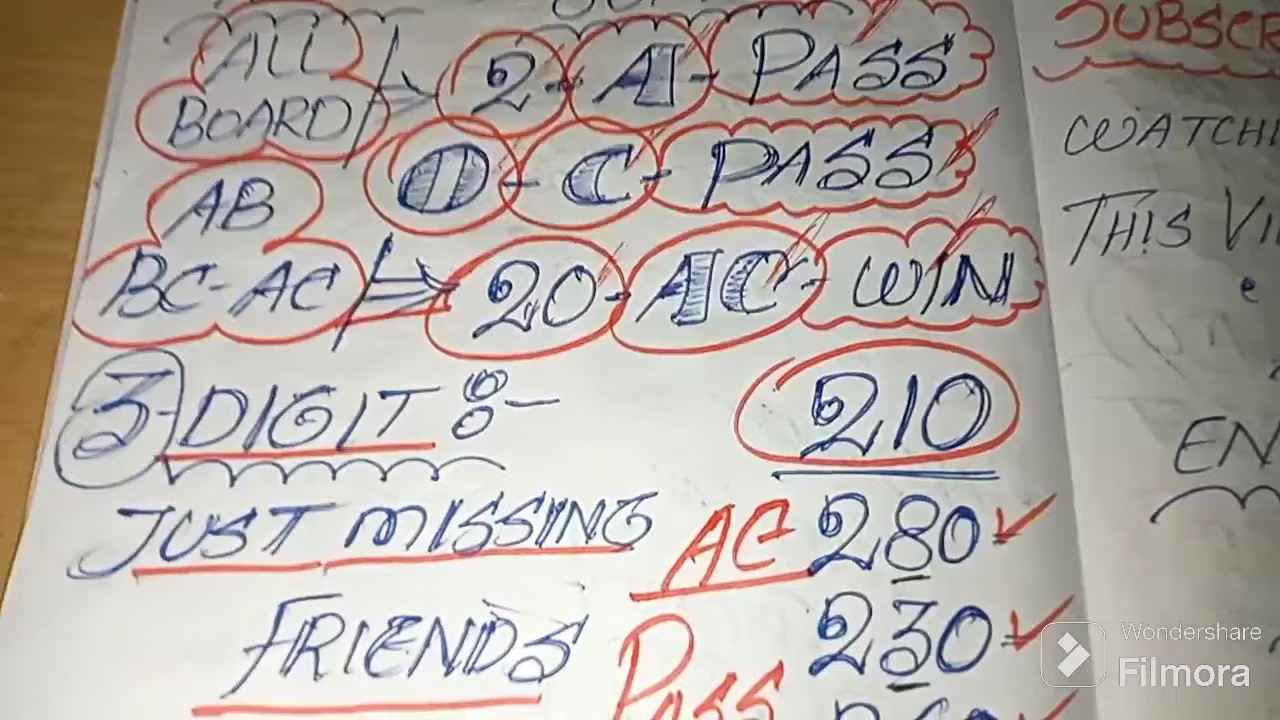 ALL BOARD 2-A-PASS
0-C-PASS
AB
BC-AC 20-AC-WIN
3-DIGIT:- 210
JUST MISSING AC 280
FRIENDS 230
PASS
SUBSCR
WATCHI
THIS VI
EN
Wondershare
Filmora